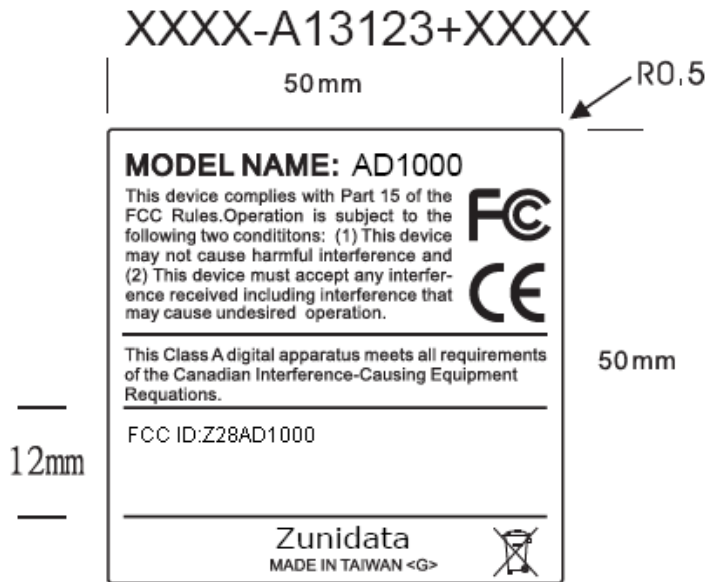 XXXX-A13123+XXXX
50mm
R0.5
MODEL NAME: AD1000
This device complies with Part 15 of the
FCC Rules.Operation is subject to the
following two condititons: (1) This device
may not cause harmful interference and
(2) This device must accept any interfer-
ence received including interference that
may cause undesired operation.
FC
CE
This Class A digital apparatus meets all requirements
of the Canadian Interference-Causing Equipment
Requations.
50mm
12mm
FCC ID:Z28AD1000
Zunidata
MADE IN TAIWAN <G>